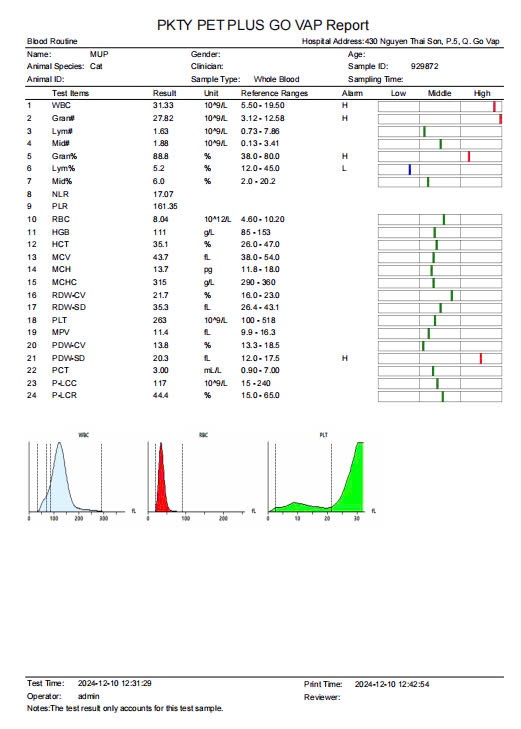 PKTY PET PLUS GO VAP Report
Blood Routine Hospital Address:430 Nguyen Thai Son, P.5, Q. Go Vap
Name: MUP Gender: Age:
Animal Species: Cat Clinician: Sample ID: 929872
Animal ID: Sample Type: Whole Blood Sampling Time:
Test Items Result Unit Reference Ranges Alarm Low Middle High
1 WBC 31.33 10^9/L 5.50 - 19.50 H
2 Gran# 27.82 10^9/L 3.12 - 12.58 H
3 Lym# 1.63 10^9/L 0.73 - 7.86
4 Mid# 1.88 10^9/L 0.13 - 3.41
5 Gran% 88.8 % 38.0 - 80.0 H
6 Lym% 5.2 % 12.0 - 45.0 L
7 Mid% 6.0 % 2.0 - 20.2
8 NLR 17.07
9 PLR 161.35
10 RBC 8.04 10^12/L 4.60 - 10.20
11 HGB 111 g/L 85 - 153
12 HCT 35.1 % 26.0 - 47.0
13 MCV 43.7 fL 38.0 - 54.0
14 MCH 13.7 pg 11.8 - 18.0
15 MCHC 315 g/L 290 - 360
16 RDW-CV 21.7 % 16.0 - 23.0
17 RDW-SD 35.3 fL 26.4 - 43.1
18 PLT 263 10^9/L 100 - 518
19 MPV 11.4 fL 9.9 - 16.3
20 PDW-CV 13.8 % 13.3 - 18.5
21 PDW-SD 20.3 fL 12.0 - 17.5 H
22 PCT 3.00 mL/L 0.90 - 7.00
23 P-LCC 117 10^9/L 15 - 240
24 P-LCR 44.4 % 15.0 - 65.0
WBC RBC PLT
0 100 200 300 fL 0 100 200 fL 0 10 20 30 fL
Test Time: 2024-12-10 12:31:29 Print Time: 2024-12-10 12:42:54
Operator: admin Reviewer:
Notes:The test result only accounts for this test sample.